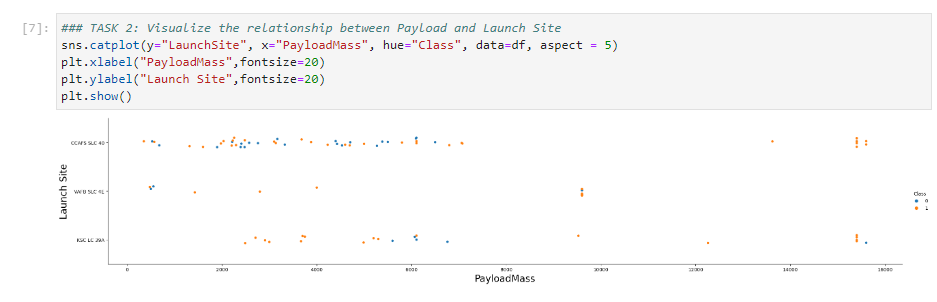 [7]:
### TASK 2: Visualize the relationship between Payload and Launch Site
sns.catplot(y="LaunchSite", x="PayloadMass", hue="Class", data=df, aspect = 5)
plt.xlabel("PayloadMass",fontsize=20)
plt.ylabel("Launch Site",fontsize=20)
plt.show()
Launch Site
CCAFS SLC 40
VAFB SLC 4E
KSC LC 39A
0 2000 4000 6000 8000 10000 12000 14000 16000
PayloadMass
Class
0
1